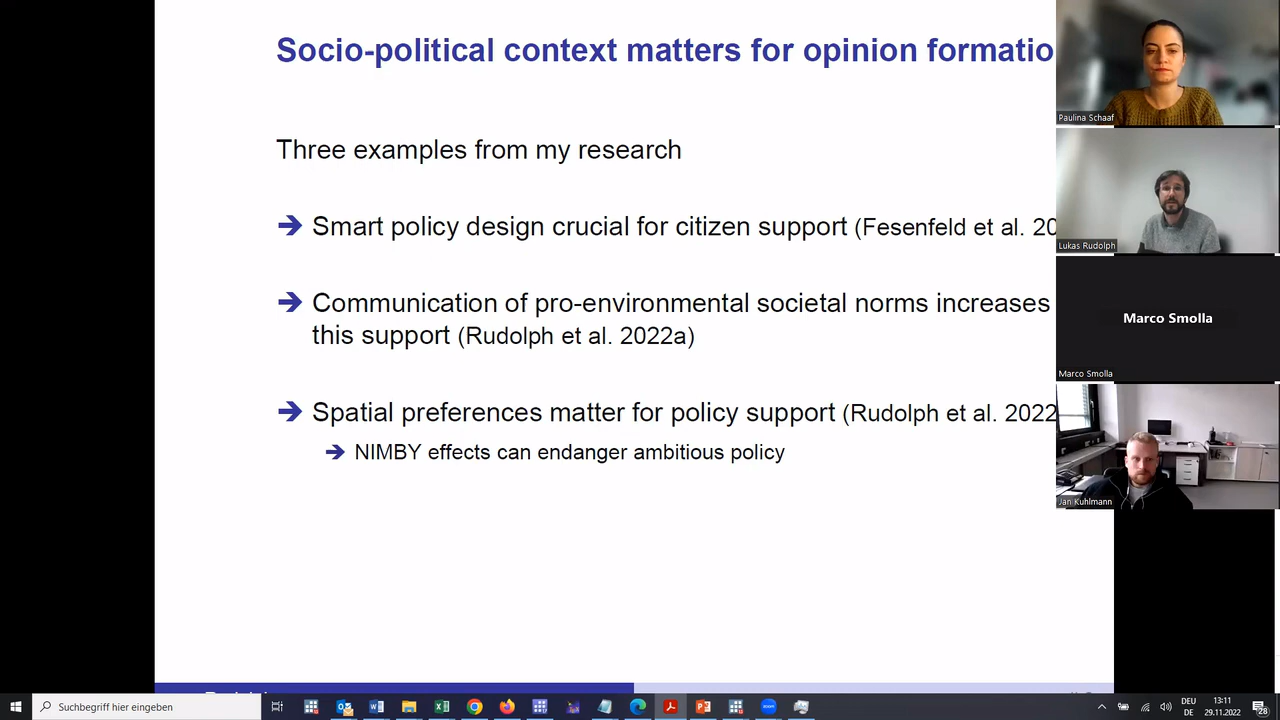 Socio-political context matters for opinion formatio
Three examples from my research
➔ Smart policy design crucial for citizen support (Fesenfeld et al. 20
➔ Communication of pro-environmental societal norms increases
this support (Rudolph et al. 2022a)
➔ Spatial preferences matter for policy support (Rudolph et al. 2022
➔ NIMBY effects can endanger ambitious policy
Paulina Schaaf
Lukas Rudolph
Marco Smolla
Marco Smolla
Jan Kuhlmann
Suchbegriff hier eingeben
DEU
DE
13:11
29.11.2022
28